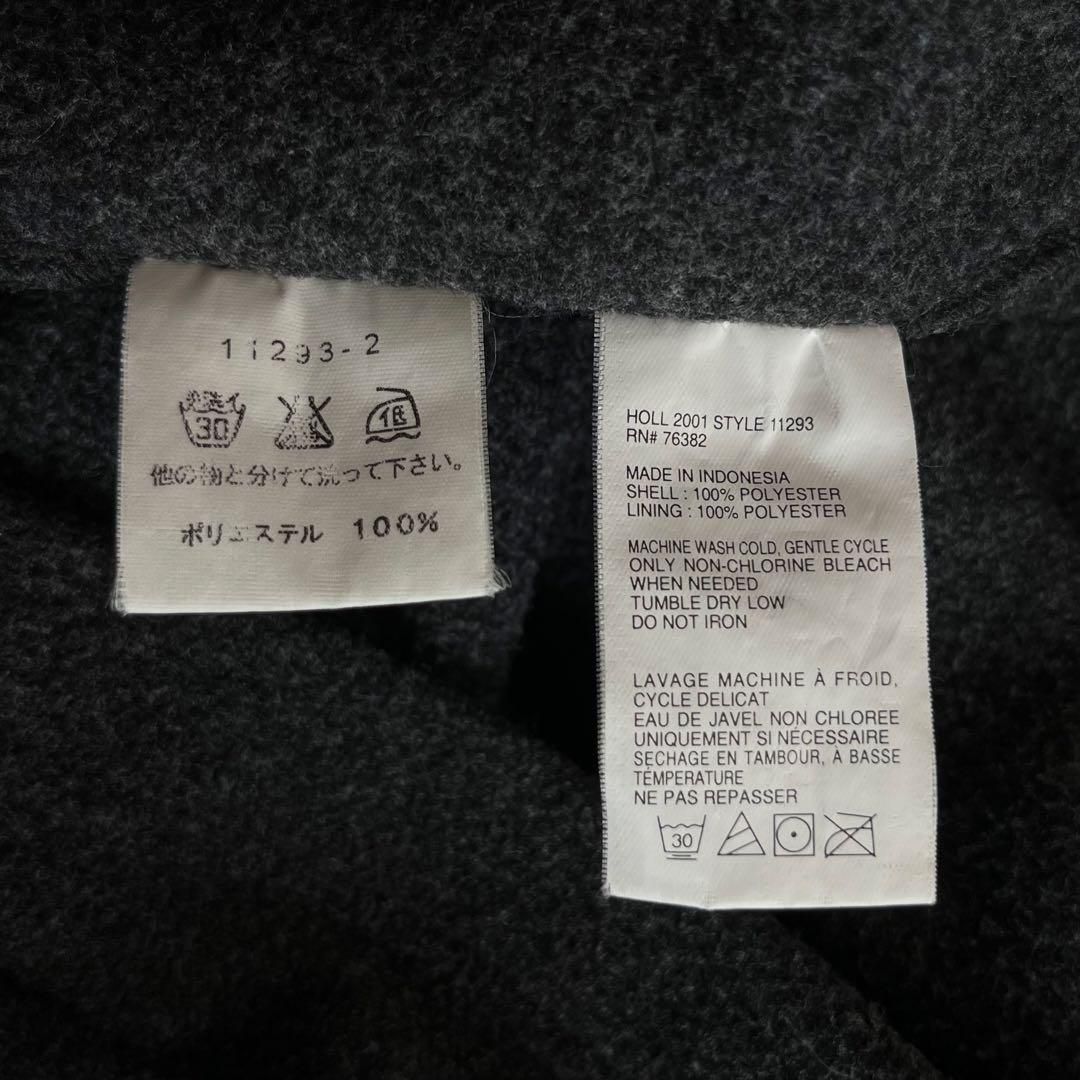 11293-2
手洗イ
30
低
他の物と分けて洗って下さい。
ポリエステル 100%
HOLL 2001 STYLE 11293
RN# 76382
MADE IN INDONESIA
SHELL : 100% POLYESTER
LINING : 100% POLYESTER
MACHINE WASH COLD, GENTLE CYCLE
ONLY NON-CHLORINE BLEACH
WHEN NEEDED
TUMBLE DRY LOW
DO NOT IRON
LAVAGE MACHINE À FROID,
CYCLE DELICAT
EAU DE JAVEL NON CHLOREE
UNIQUEMENT SI NÉCESSAIRE
SECHAGE EN TAMBOUR, À BASSE
TÉMPERATURE
NE PAS REPASSER
30